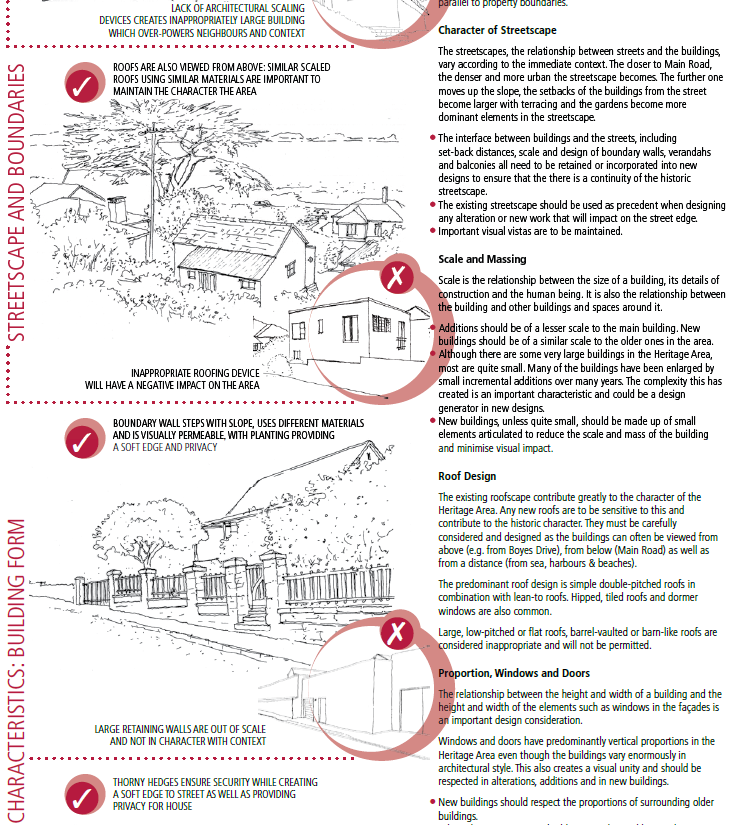 LACK OF ARCHITECTURAL SCALING
DEVICES CREATES INAPPROPRIATELY LARGE BUILDING
WHICH OVER-POWERS NEIGHBOURS AND CONTEXT
STREETSCAPE AND BOUNDARIES
ROOFS ARE ALSO VIEWED FROM ABOVE: SIMILAR SCALED
ROOFS USING SIMILAR MATERIALS ARE IMPORTANT TO
MAINTAIN THE CHARACTER THE AREA
INAPPROPRIATE ROOFING DEVICE
WILL HAVE A NEGATIVE IMPACT ON THE AREA
CHARACTERISTICS: BUILDING FORM
BOUNDARY WALL STEPS WITH SLOPE, USES DIFFERENT MATERIALS
AND IS VISUALLY PERMEABLE, WITH PLANTING PROVIDING
A SOFT EDGE AND PRIVACY
LARGE RETAINING WALLS ARE OUT OF SCALE
AND NOT IN CHARACTER WITH CONTEXT
THORNY HEDGES ENSURE SECURITY WHILE CREATING
A SOFT EDGE TO STREET AS WELL AS PROVIDING
PRIVACY FOR HOUSE
parallel to property boundaries.
Character of Streetscape
The streetscapes, the relationship between streets and the buildings,
vary according to the immediate context. The closer to Main Road,
the denser and more urban the streetscape becomes. The further one
moves up the slope, the setbacks of the buildings from the street
become larger with terracing and the gardens become more
dominant elements in the streetscape.
• The interface between buildings and the streets, including
set-back distances, scale and design of boundary walls, verandahs
and balconies all need to be retained or incorporated into new
designs to ensure that the there is a continuity of the historic
streetscape.
• The existing streetscape should be used as precedent when designing
any alteration or new work that will impact on the street edge.
• Important visual vistas are to be maintained.
Scale and Massing
Scale is the relationship between the size of a building, its details of
construction and the human being. It is also the relationship between
the building and other buildings and spaces around it.
• Additions should be of a lesser scale to the main building. New
buildings should be of a similar scale to the older ones in the area.
• Although there are some very large buildings in the Heritage Area,
most are quite small. Many of the buildings have been enlarged by
small incremental additions over many years. The complexity this has
created is an important characteristic and could be a design
generator in new designs.
• New buildings, unless quite small, should be made up of small
elements articulated to reduce the scale and mass of the building
and minimise visual impact.
Roof Design
The existing roofscape contribute greatly to the character of the
Heritage Area. Any new roofs are to be sensitive to this and
contribute to the historic character. They must be carefully
considered and designed as the buildings can often be viewed from
above (e.g. from Boyes Drive), from below (Main Road) as well as
from a distance (from sea, harbours & beaches).
The predominant roof design is simple double-pitched roofs in
combination with lean-to roofs. Hipped, tiled roofs and dormer
windows are also common.
Large, low-pitched or flat roofs, barrel-vaulted or barn-like roofs are
considered inappropriate and will not be permitted.
Proportion, Windows and Doors
The relationship between the height and width of a building and the
height and width of the elements such as windows in the façades is
an important design consideration.
Windows and doors have predominantly vertical proportions in the
Heritage Area even though the buildings vary enormously in
architectural style. This also creates a visual unity and should be
respected in alterations, additions and in new buildings.
• New buildings should respect the proportions of surrounding older
buildings.